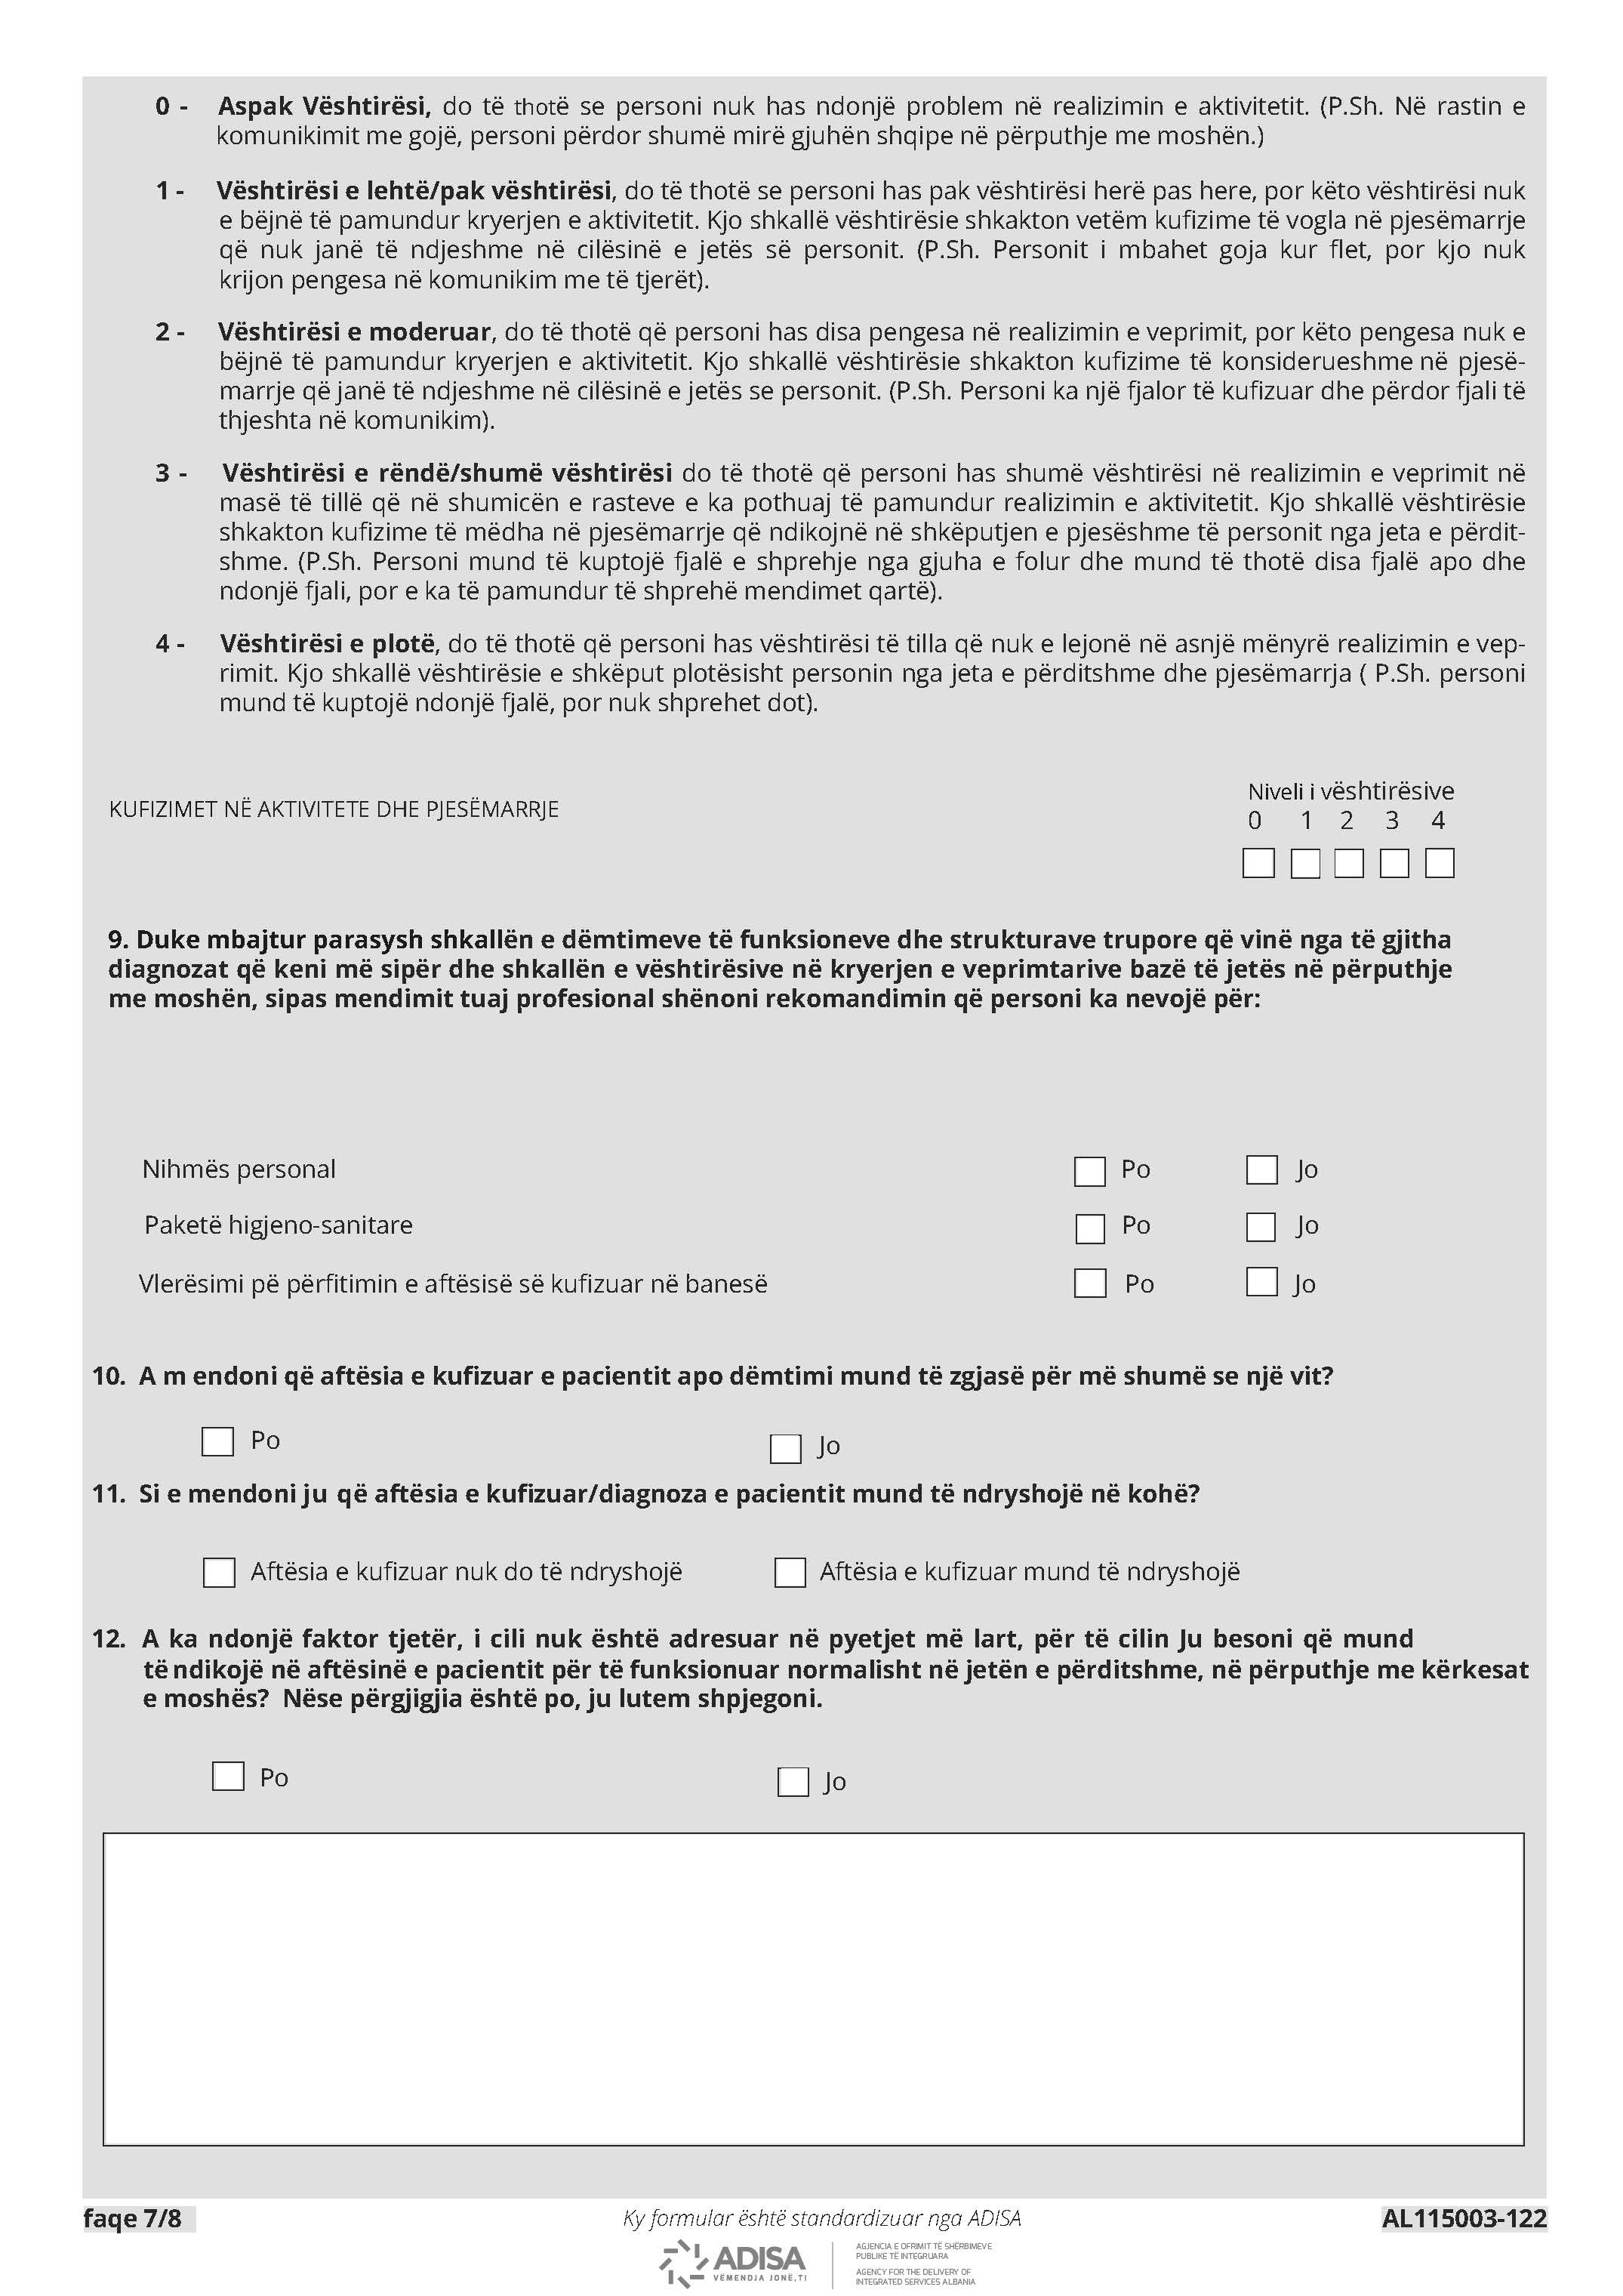 0 - Aspak Vështirësi, do të thotë se personi nuk has ndonjë problem në realizimin e aktivitetit. (P.Sh. Në rastin e
komunikimit me gojë, personi përdor shumë mirë gjuhën shqipe në përputhje me moshën.)
1 - Vështirësi e lehtë/pak vështirësi, do të thotë se personi has pak vështirësi herë pas here, por këto vështirësi nuk
e bëjnë të pamundur kryerjen e aktivitetit. Kjo shkallë vështirësie shkakton vetëm kufizime të vogla në pjesëmarrje
që nuk janë të ndjeshme në cilësinë e jetës së personit. (P.Sh. Personit i mbahet goja kur flet, por kjo nuk
krijon pengesa në komunikim me të tjerët).
2 - Vështirësi e moderuar, do të thotë që personi has disa pengesa në realizimin e veprimit, por këto pengesa nuk e
bëjnë të pamundur kryerjen e aktivitetit. Kjo shkallë vështirësie shkakton kufizime të konsiderueshme në pjesë-
marrje që janë të ndjeshme në cilësinë e jetës se personit. (P.Sh. Personi ka një fjalor të kufizuar dhe përdor fjali të
thjeshta në komunikim).
3 - Vështirësi e rëndë/shumë vështirësi do të thotë që personi has shumë vështirësi në realizimin e veprimit në
masë të tillë që në shumicën e rasteve e ka pothuaj të pamundur realizimin e aktivitetit. Kjo shkallë vështirësie
shkakton kufizime të mëdha në pjesëmarrje që ndikojnë në shkëputjen e pjesëshme të personit nga jeta e përdit-
shme. (P.Sh. Personi mund të kuptojë fjalë e shprehje nga gjuha e folur dhe mund të thotë disa fjalë apo dhe
ndonjë fjali, por e ka të pamundur të shprehë mendimet qartë).
4 - Vështirësi e plotë, do të thotë që personi has vështirësi të tilla që nuk e lejonë në asnjë mënyrë realizimin e vep-
rimit. Kjo shkallë vështirësie e shkëput plotësisht personin nga jeta e përditshme dhe pjesëmarrja ( P.Sh. personi
mund të kuptojë ndonjë fjalë, por nuk shprehet dot).
Niveli i vështirësive
KUFIZIMET NË AKTIVITETE DHE PJESËMARRJE
0 1 2 3 4
9. Duke mbajtur parasysh shkallën e dëmtimeve të funksioneve dhe strukturave trupore që vinë nga të gjitha
diagnozat që keni më sipër dhe shkallën e vështirësive në kryerjen e veprimtarive bazë të jetës në përputhje
me moshën, sipas mendimit tuaj profesional shënoni rekomandimin që personi ka nevojë për:
Nihmës personal Po Jo
Paketë higjeno-sanitare Po Jo
Vlerësimi pë përfitimin e aftësisë së kufizuar në banesë Po Jo
10. A m endoni që aftësia e kufizuar e pacientit apo dëmtimi mund të zgjasë për më shumë se një vit?
Po Jo
11. Si e mendoni ju që aftësia e kufizuar/diagnoza e pacientit mund të ndryshojë në kohë?
Aftësia e kufizuar nuk do të ndryshojë Aftësia e kufizuar mund të ndryshojë
12. A ka ndonjë faktor tjetër, i cili nuk është adresuar në pyetjet më lart, për të cilin Ju besoni që mund
të ndikojë në aftësinë e pacientit për të funksionuar normalisht në jetën e përditshme, në përputhje me kërkesat
e moshës? Nëse përgjigjia është po, ju lutem shpjegoni.
Po Jo
faqe 7/8 Ky formular është standardizuar nga ADISA AL115003-122
ADISA
VËMENDJA JONË,TI
AGJENCIA E OFRIMIT TË SHËRBIMEVE
PUBLIKE TË INTEGRUARA
AGENCY FOR THE DELIVERY OF
INTEGRATED SERVICES ALBANIA